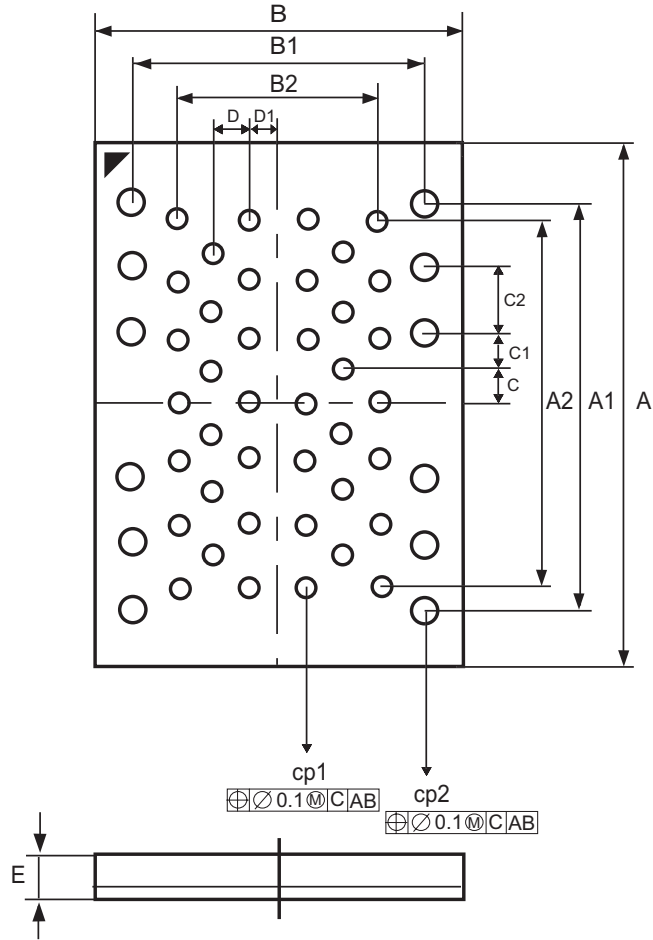 B
B1
B2
D D1
C2
C1
C
A2 A1 A
cp1
⌖ ∅ 0.1 Ⓜ C AB
cp2
⌖ ∅ 0.1 Ⓜ C AB
E